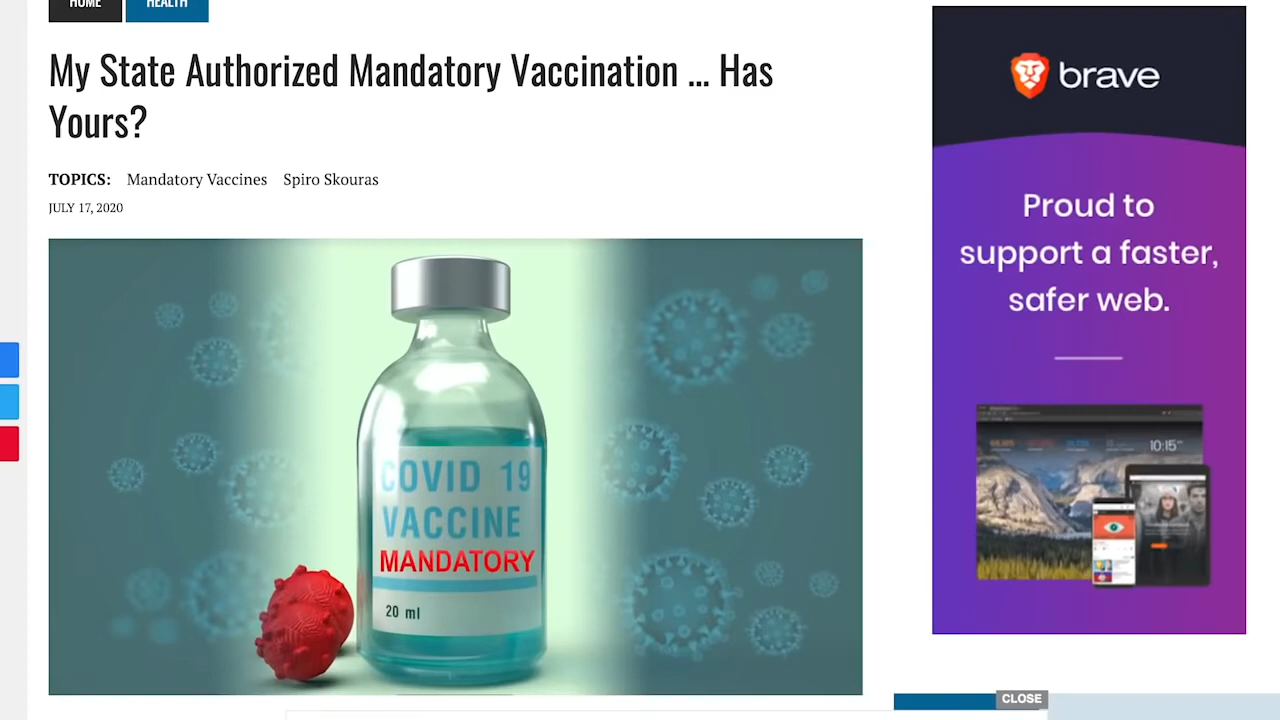 HOME HEALTH
My State Authorized Mandatory Vaccination ... Has
Yours?
TOPICS: Mandatory Vaccines Spiro Skouras
JULY 17, 2020
COVID 19
VACCINE
MANDATORY
20 ml
brave
Proud to
support a faster,
safer web.
10:15
CLOSE